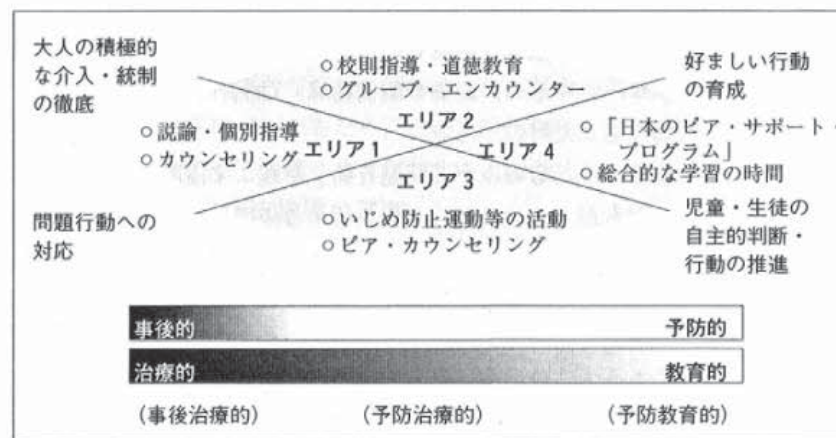 大人の積極的
な介入・統制
の徹底
○校則指導・道徳教育
○グループ・エンカウンター
好ましい行動
の育成
エリア2
○説諭・個別指導
○カウンセリング
エリア1
エリア4
○「日本のピア・サポート・
プログラム」
○総合的な学習の時間
エリア3
問題行動への
対応
○いじめ防止運動等の活動
○ピア・カウンセリング
児童・生徒の
自主的判断・
行動の推進
事後的 予防的
治療的 教育的
(事後治療的) (予防治療的) (予防教育的)